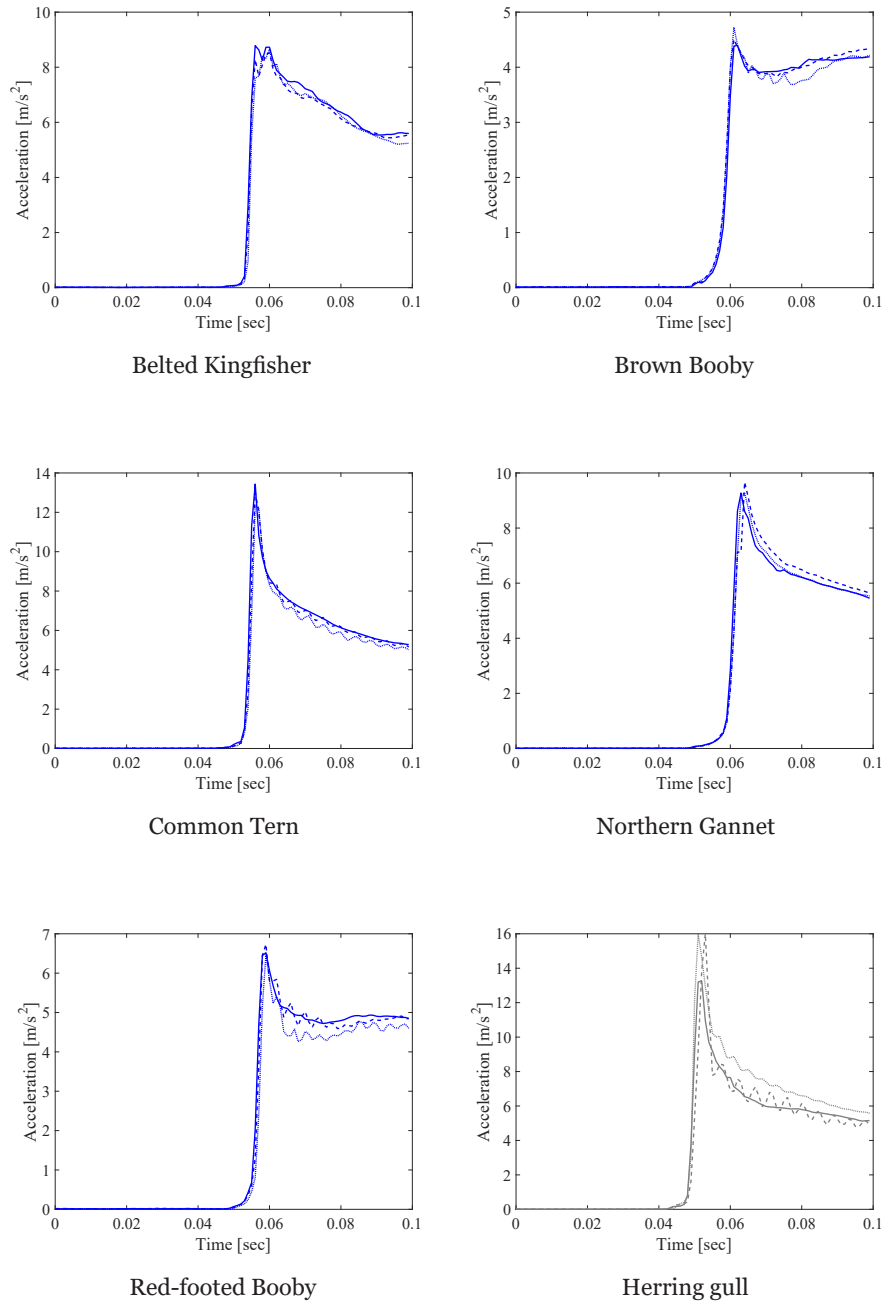 10
8
6
4
2
0
0 0.02 0.04 0.06 0.08 0.1
Acceleration [m/s²]
Time [sec]
Belted Kingfisher
5
4
3
2
1
0
0 0.02 0.04 0.06 0.08 0.1
Acceleration [m/s²]
Time [sec]
Brown Booby
14
12
10
8
6
4
2
0
0 0.02 0.04 0.06 0.08 0.1
Acceleration [m/s²]
Time [sec]
Common Tern
10
8
6
4
2
0
0 0.02 0.04 0.06 0.08 0.1
Acceleration [m/s²]
Time [sec]
Northern Gannet
7
6
5
4
3
2
1
0
0 0.02 0.04 0.06 0.08 0.1
Acceleration [m/s²]
Time [sec]
Red-footed Booby
16
14
12
10
8
6
4
2
0
0 0.02 0.04 0.06 0.08 0.1
Acceleration [m/s²]
Time [sec]
Herring gull